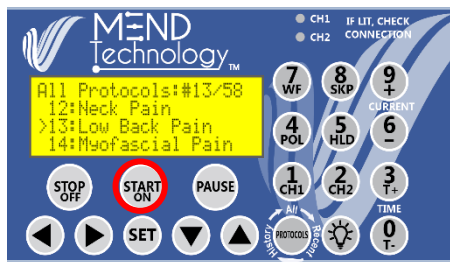 MEND
Technology™
CH1
CH2
IF LIT, CHECK
CONNECTION
All Protocols:#13/58
12:Neck Pain
>13:Low Back Pain
14:Myofascial Pain
7
WF
8
SKP
9
+
CURRENT
4
POL
5
HLD
6
-
STOP
OFF
START
ON
PAUSE
1
CH1
2
CH2
3
T+
TIME
SET
All
History
PROTOCOLS
Recent
0
T-